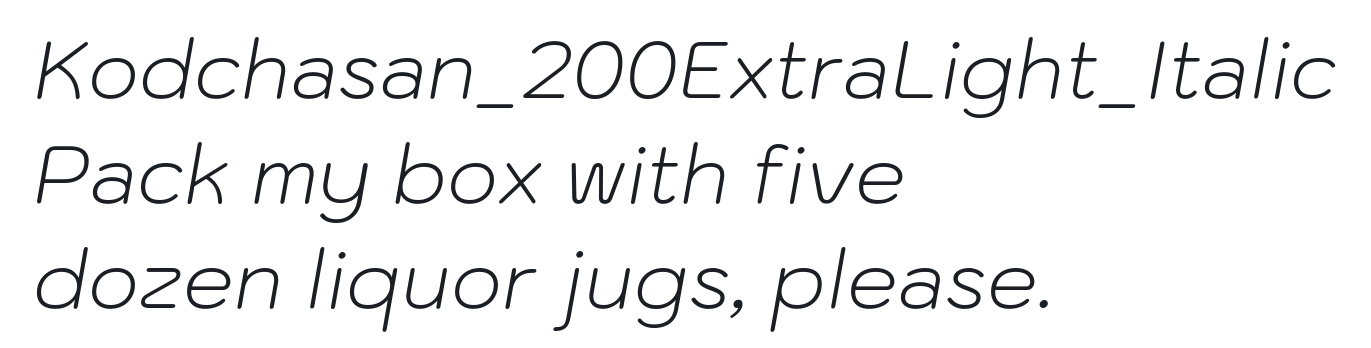 Kodchasan_200ExtraLight_Italic
Pack my box with five
dozen liquor jugs, please.